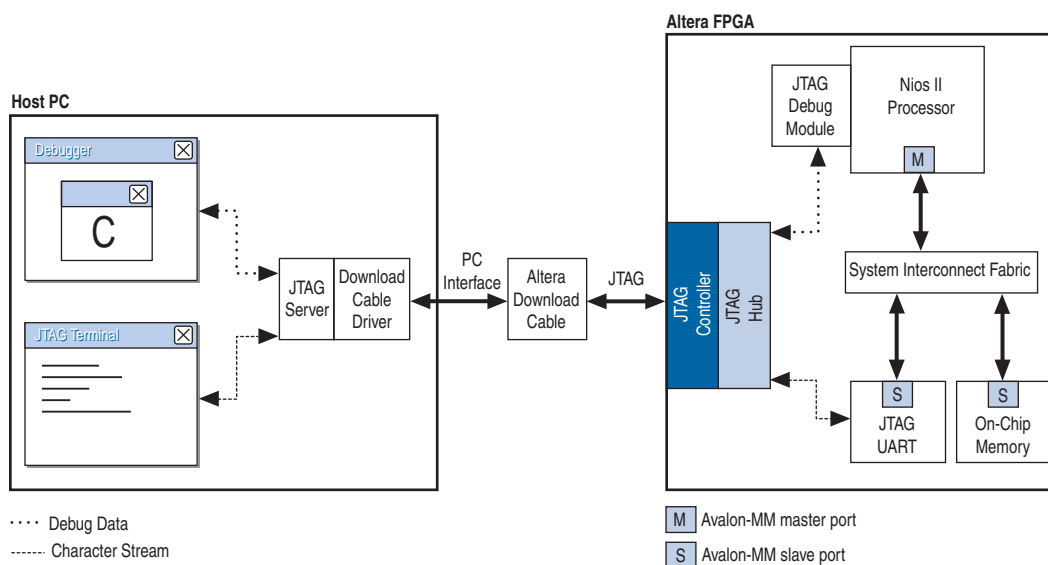 Altera FPGA
Host PC
Debugger
C
JTAG Terminal
JTAG
Server
Download
Cable
Driver
PC
Interface
Altera
Download
Cable
JTAG
JTAG
Controller
JTAG
Hub
JTAG
Debug
Module
Nios II
Processor
M
System Interconnect Fabric
S
JTAG
UART
S
On-Chip
Memory
Debug Data
Character Stream
M Avalon-MM master port
S Avalon-MM slave port